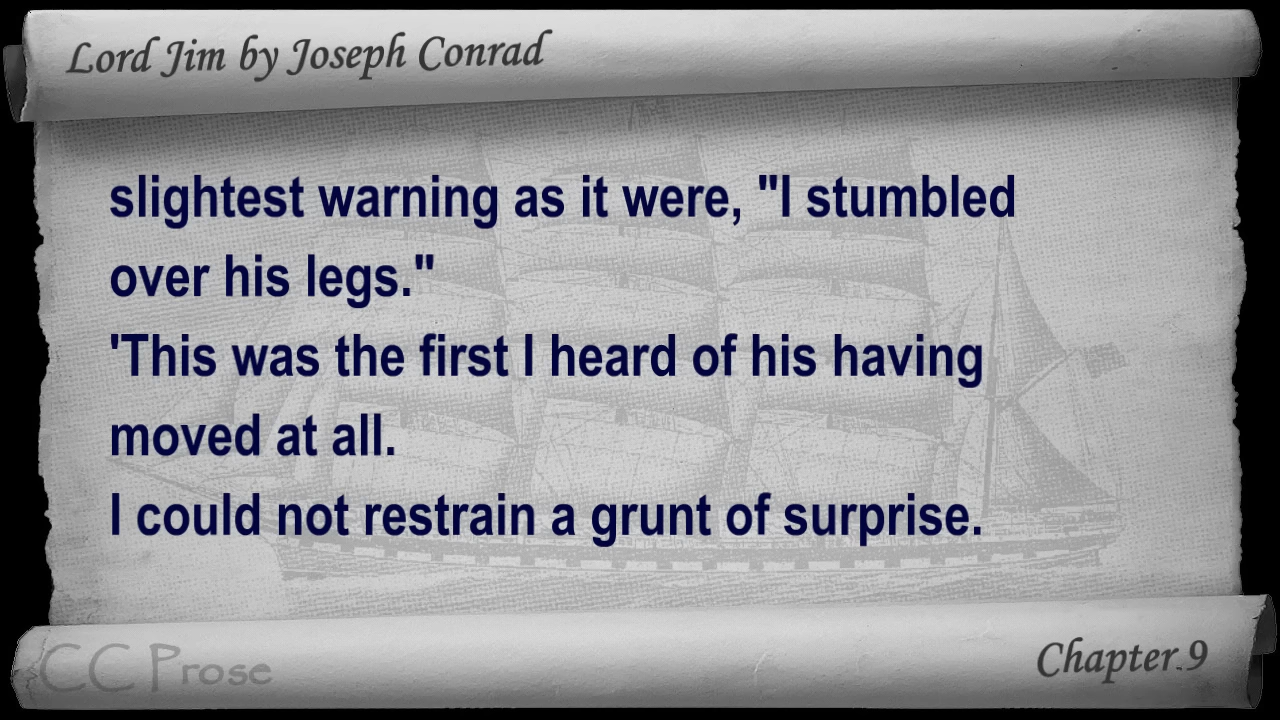 Lord Jim by Joseph Conrad
slightest warning as it were, "I stumbled
over his legs."
'This was the first I heard of his having
moved at all.
I could not restrain a grunt of surprise.
CC Prose
Chapter 9